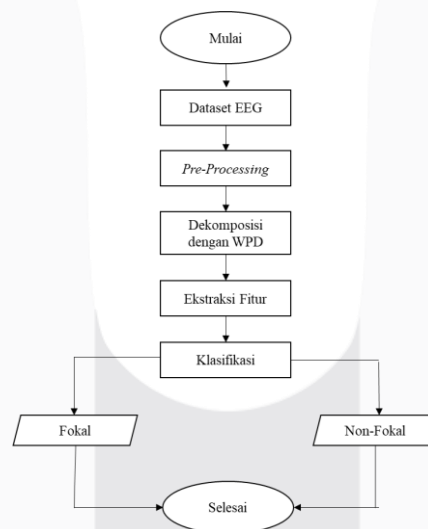 Mulai
Dataset EEG
Pre-Processing
Dekomposisi
dengan WPD
Ekstraksi Fitur
Klasifikasi
Fokal
Non-Fokal
Selesai